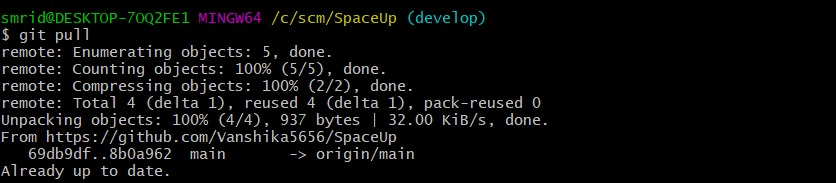 smrid@DESKTOP-7OQ2FE1 MINGW64 /c/scm/SpaceUp (develop)
$ git pull
remote: Enumerating objects: 5, done.
remote: Counting objects: 100% (5/5), done.
remote: Compressing objects: 100% (2/2), done.
remote: Total 4 (delta 1), reused 4 (delta 1), pack-reused 0
Unpacking objects: 100% (4/4), 937 bytes | 32.00 KiB/s, done.
From https://github.com/Vanshika5656/SpaceUp
   69db9df..8b0a962  main       -> origin/main
Already up to date.